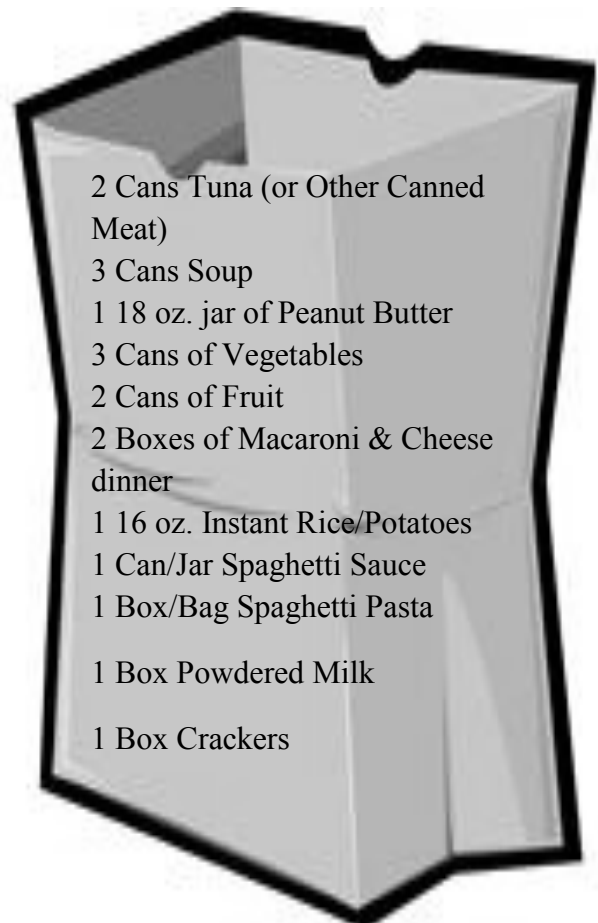 2 Cans Tuna (or Other Canned
Meat)
3 Cans Soup
1 18 oz. jar of Peanut Butter
3 Cans of Vegetables
2 Cans of Fruit
2 Boxes of Macaroni & Cheese
dinner
1 16 oz. Instant Rice/Potatoes
1 Can/Jar Spaghetti Sauce
1 Box/Bag Spaghetti Pasta
1 Box Powdered Milk
1 Box Crackers